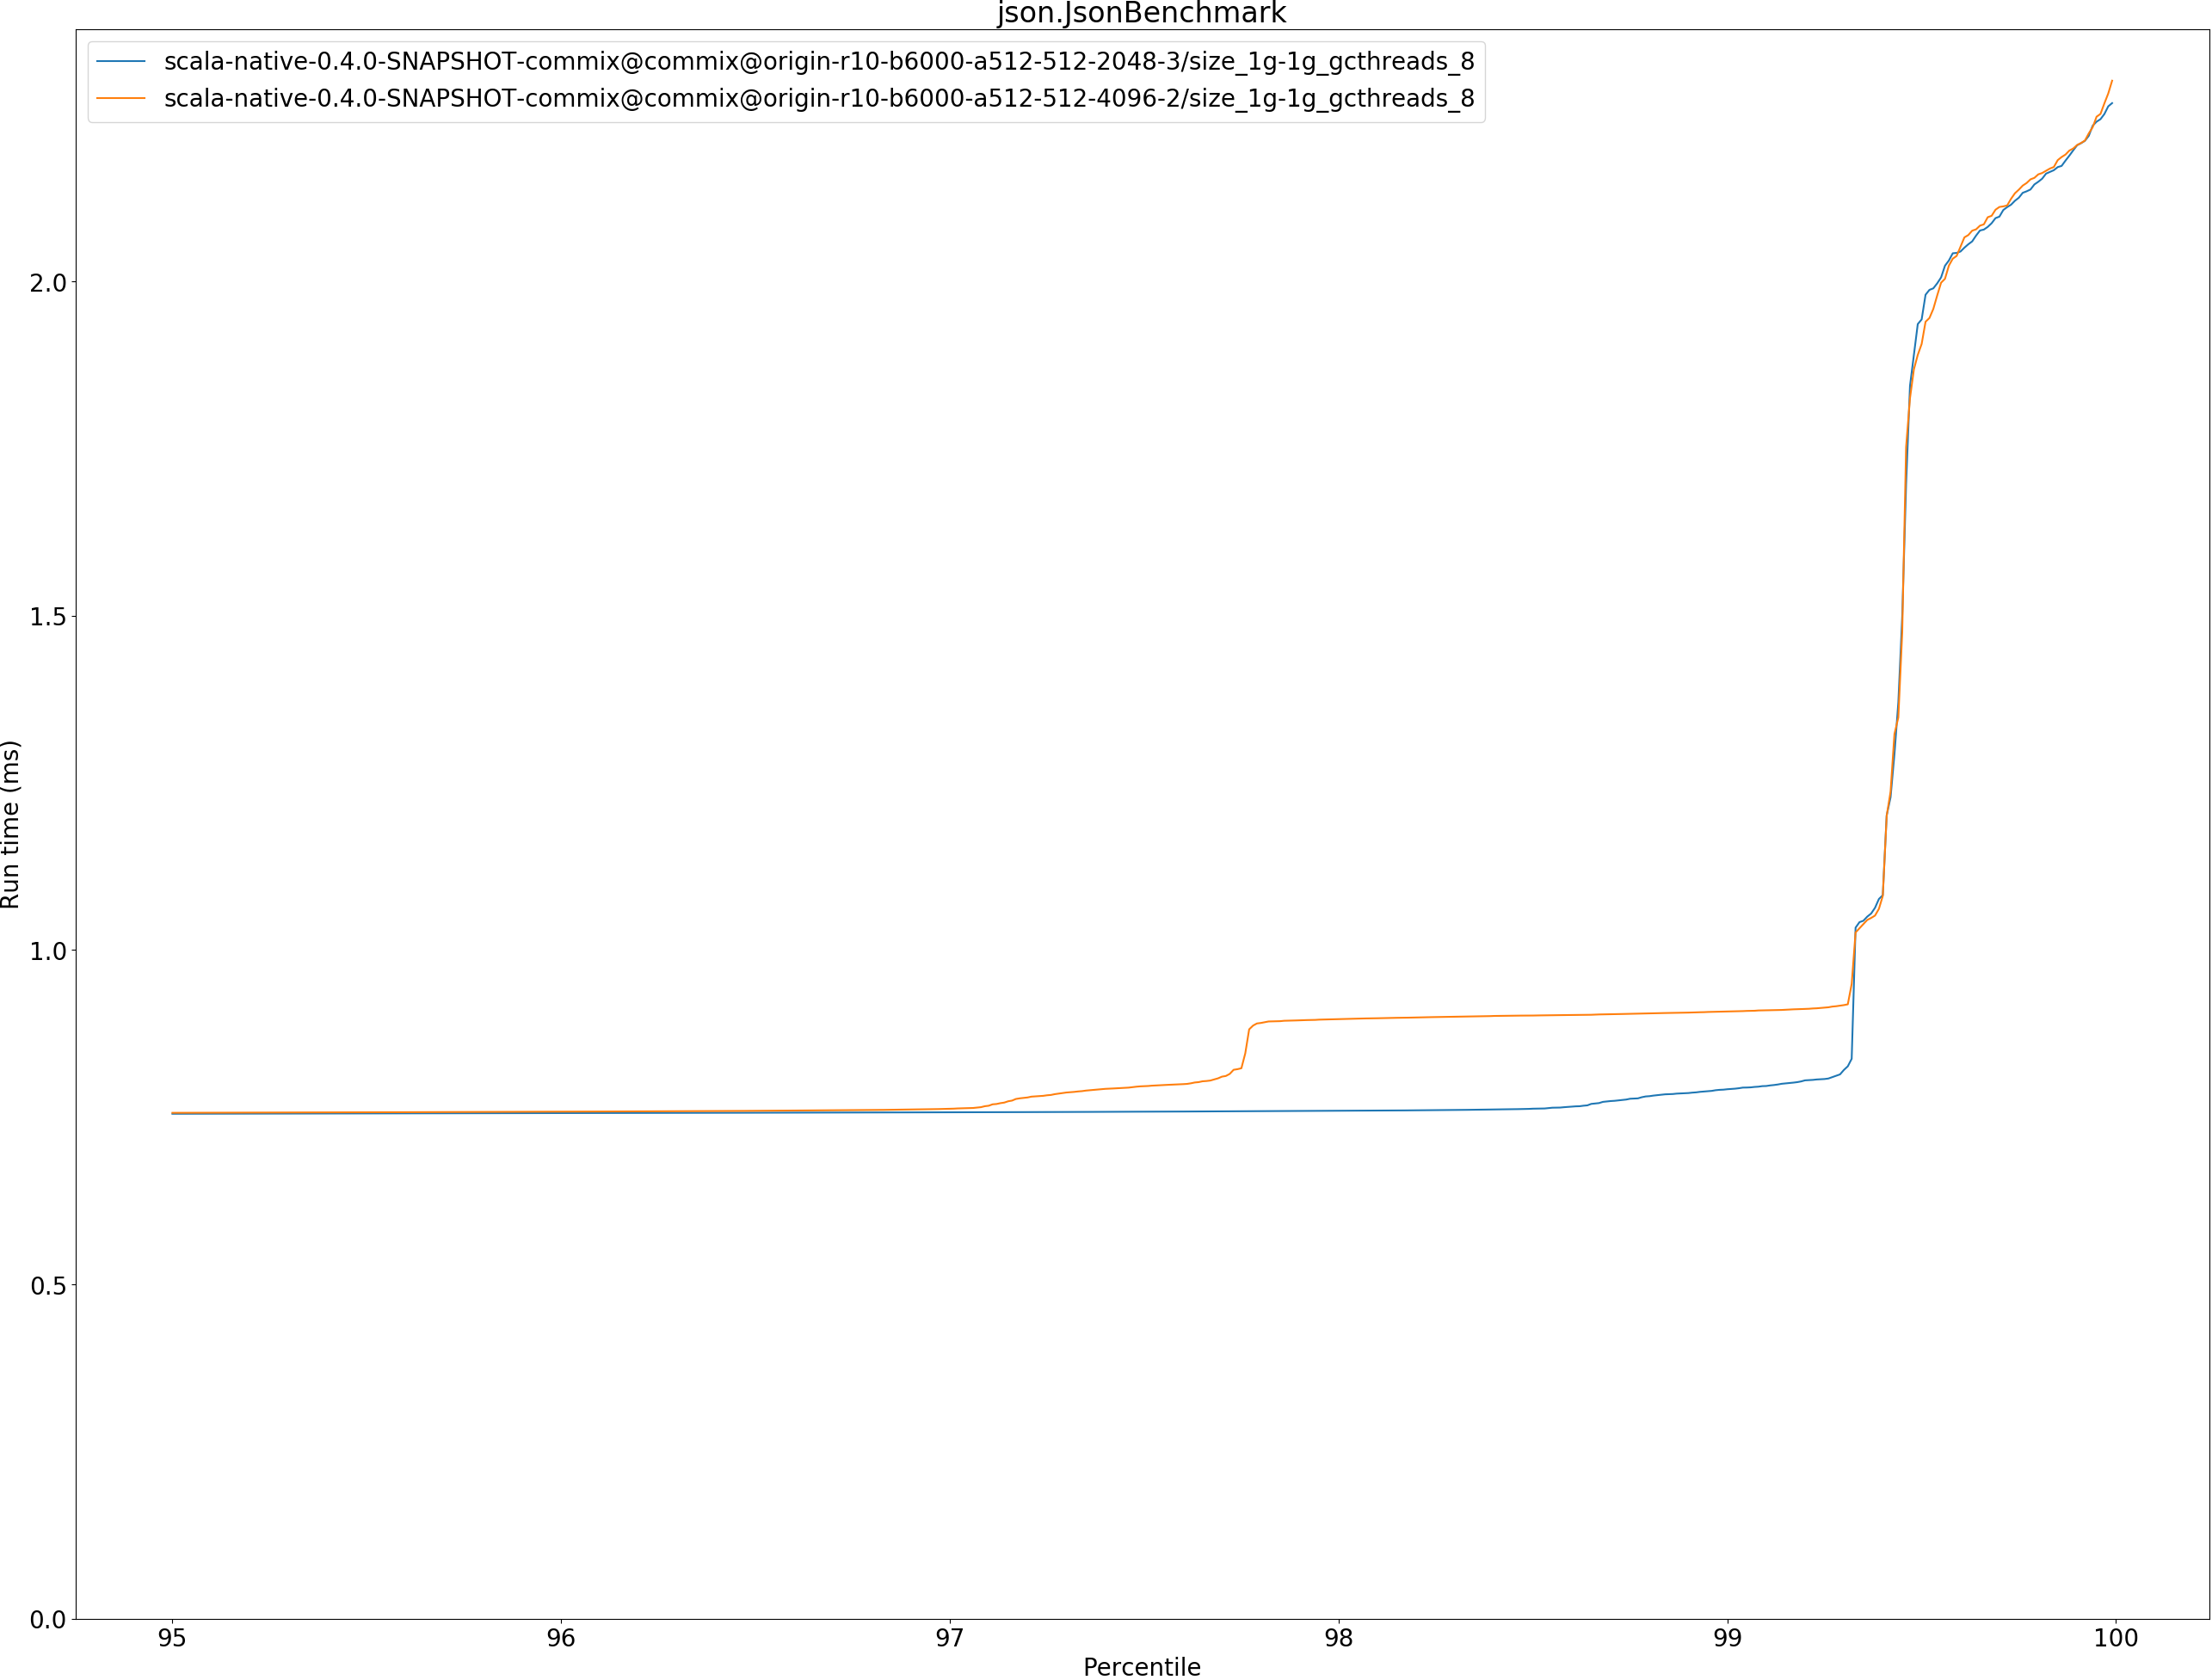 json.JsonBenchmark
scala-native-0.4.0-SNAPSHOT-commix@commix@origin-r10-b6000-a512-512-2048-3/size_1g-1g_gcthreads_8
scala-native-0.4.0-SNAPSHOT-commix@commix@origin-r10-b6000-a512-512-4096-2/size_1g-1g_gcthreads_8
2.0
1.5
1.0
0.5
0.0
Run time (ms)
95 96 97 98 99 100
Percentile